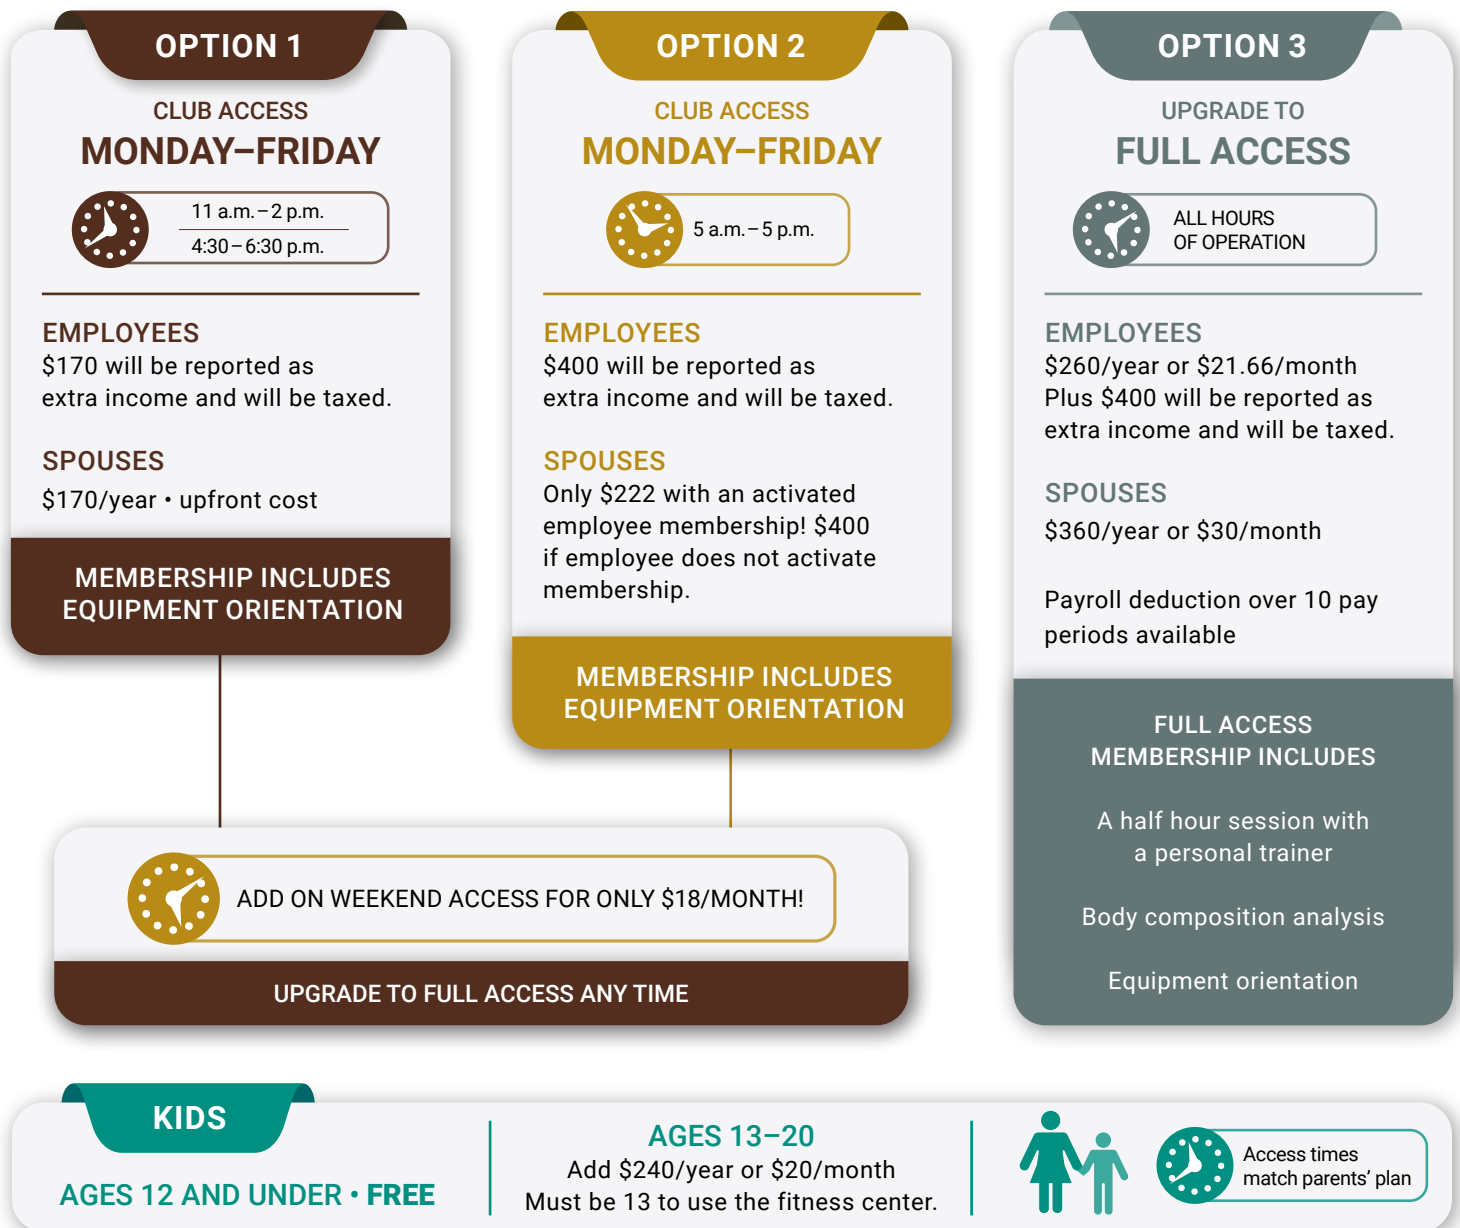 OPTION 1
CLUB ACCESS
MONDAY–FRIDAY
11 a.m.–2 p.m.
4:30–6:30 p.m.
EMPLOYEES
$170 will be reported as
extra income and will be taxed.
SPOUSES
$170/year • upfront cost
MEMBERSHIP INCLUDES
EQUIPMENT ORIENTATION
OPTION 2
CLUB ACCESS
MONDAY–FRIDAY
5 a.m.–5 p.m.
EMPLOYEES
$400 will be reported as
extra income and will be taxed.
SPOUSES
Only $222 with an activated
employee membership! $400
if employee does not activate
membership.
MEMBERSHIP INCLUDES
EQUIPMENT ORIENTATION
ADD ON WEEKEND ACCESS FOR ONLY $18/MONTH!
UPGRADE TO FULL ACCESS ANY TIME
OPTION 3
UPGRADE TO
FULL ACCESS
ALL HOURS
OF OPERATION
EMPLOYEES
$260/year or $21.66/month
Plus $400 will be reported as
extra income and will be taxed.
SPOUSES
$360/year or $30/month
Payroll deduction over 10 pay
periods available
FULL ACCESS
MEMBERSHIP INCLUDES
A half hour session with
a personal trainer
Body composition analysis
Equipment orientation
KIDS
AGES 12 AND UNDER • FREE
AGES 13–20
Add $240/year or $20/month
Must be 13 to use the fitness center.
Access times
match parents' plan